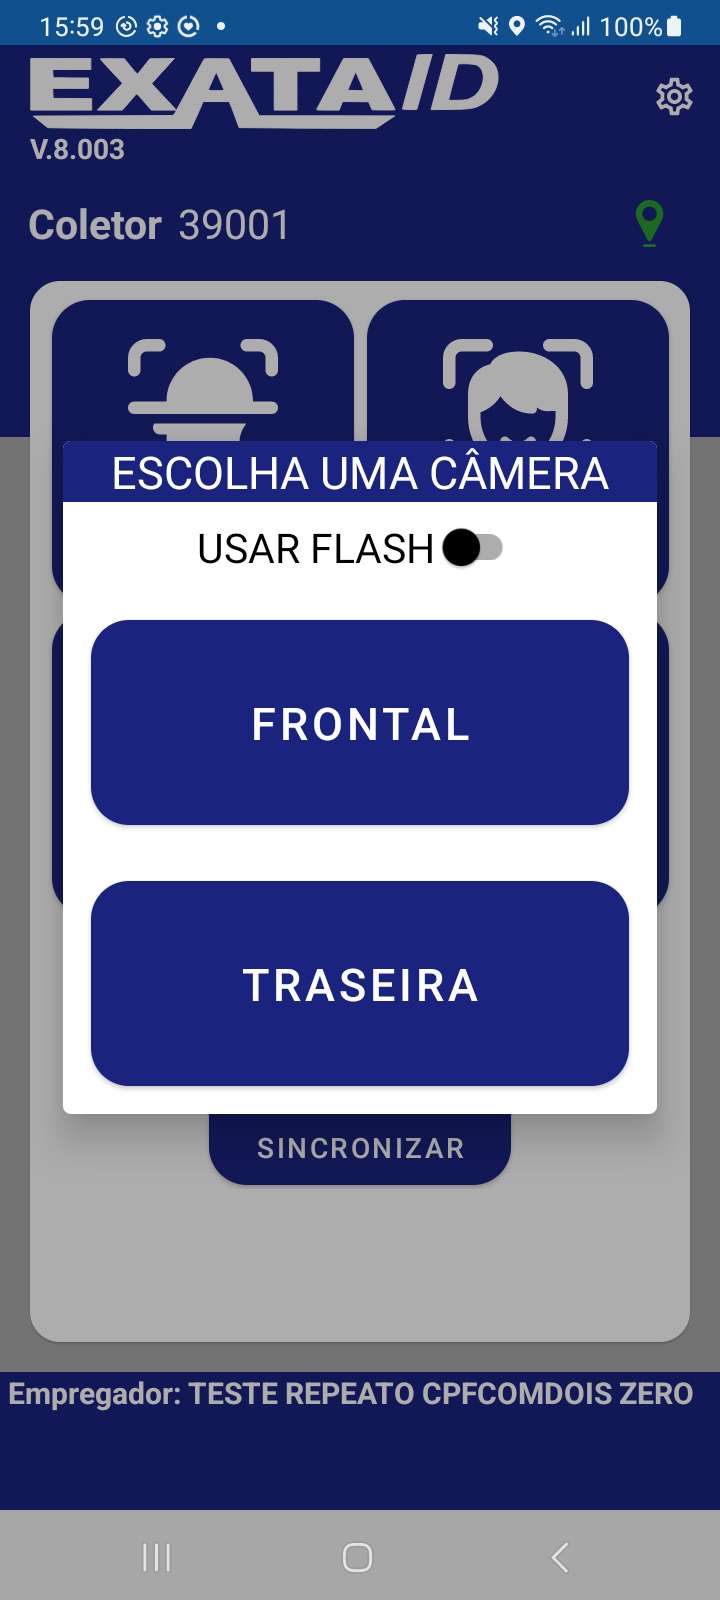 15:59
100%
EXATAID
V.8.003
Coletor 39001
ESCOLHA UMA CÂMERA
USAR FLASH
FRONTAL
TRASEIRA
SINCRONIZAR
Empregador: TESTE REPEATO CPFCOMDOIS ZERO